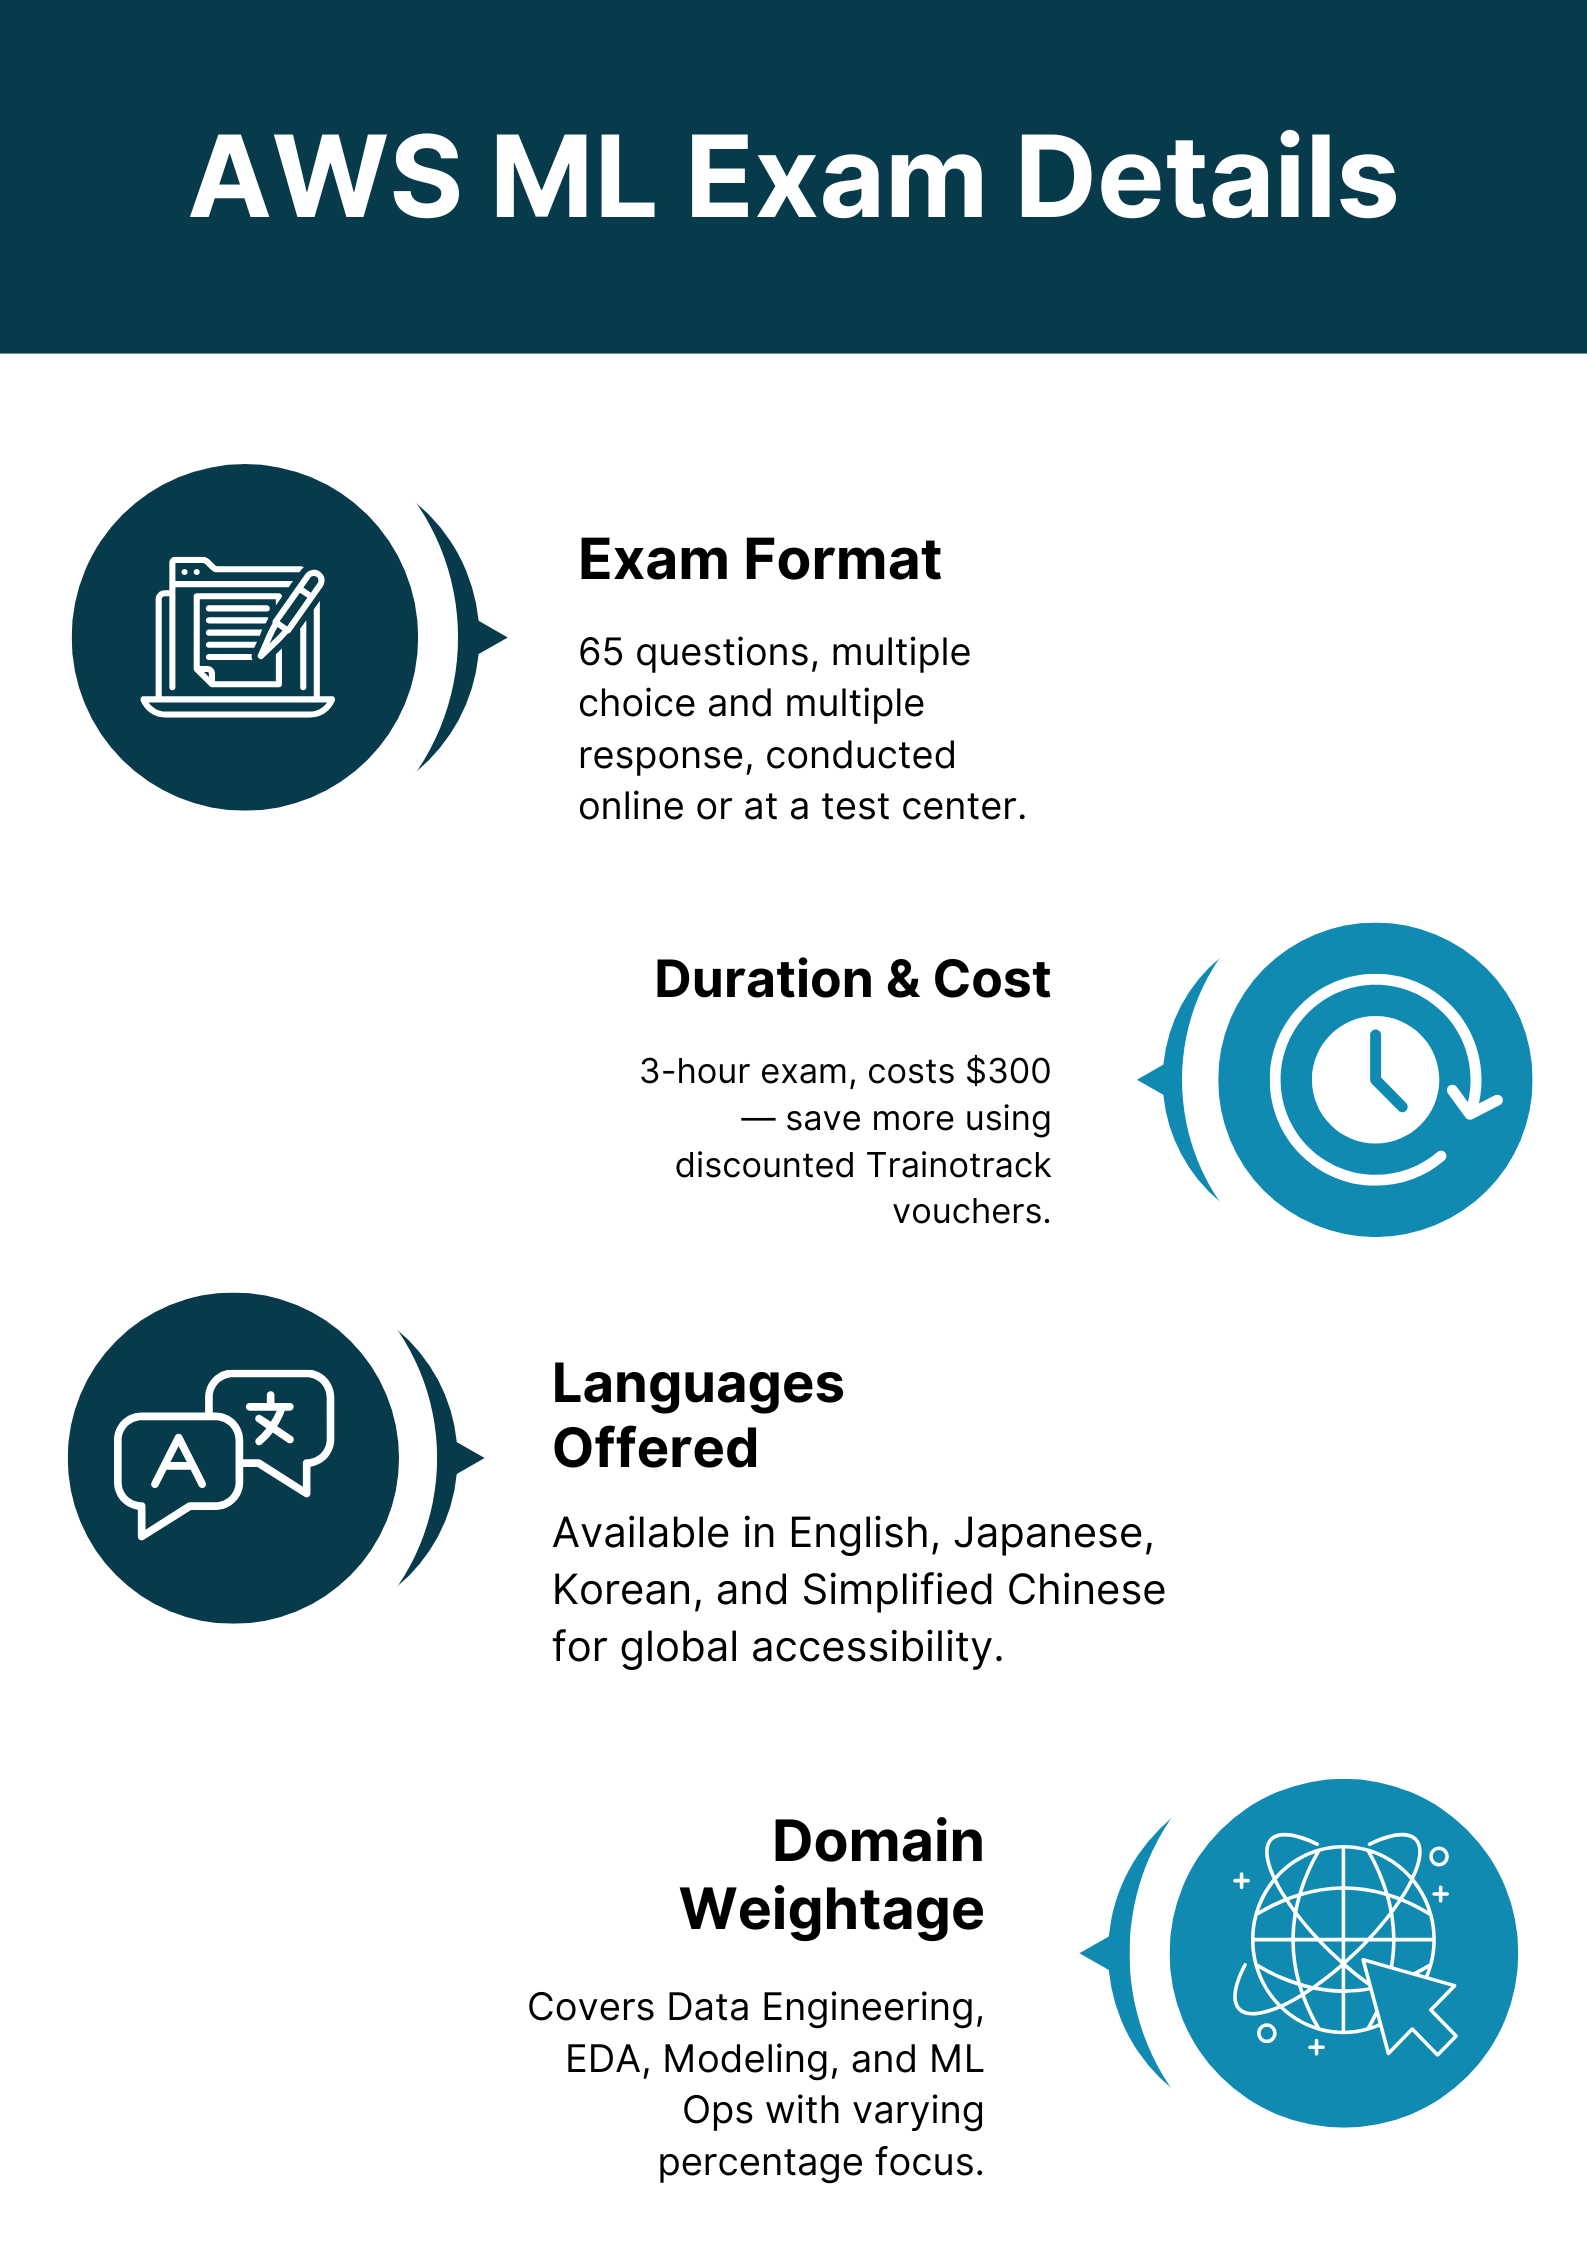 AWS ML Exam Details
Exam Format
65 questions, multiple
choice and multiple
response, conducted
online or at a test center.
Duration & Cost
3-hour exam, costs $300
— save more using
discounted Trainotrack
vouchers.
A
文
Languages
Offered
Available in English, Japanese,
Korean, and Simplified Chinese
for global accessibility.
Domain
Weightage
Covers Data Engineering,
EDA, Modeling, and ML
Ops with varying
percentage focus.